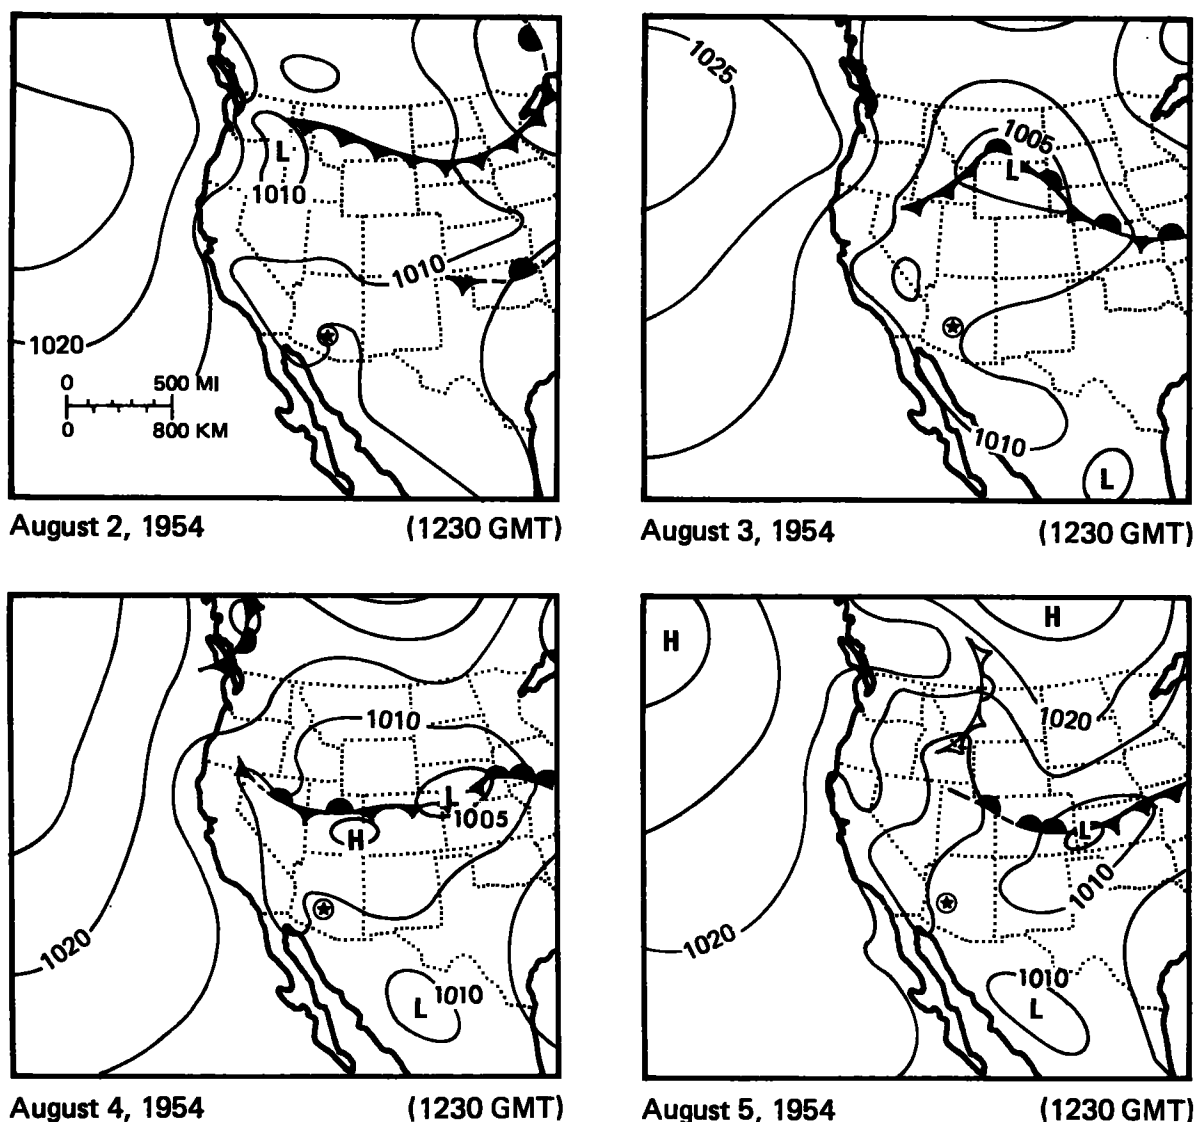 L
1010
1010
1020
0 500 MI
0 800 KM
August 2, 1954 (1230 GMT)
1025
1005
L
1010
L
August 3, 1954 (1230 GMT)
1010
L
1005
H
1020
1010
L
August 4, 1954 (1230 GMT)
H
H
1020
L
1010
1020
1010
L
August 5, 1954 (1230 GMT)